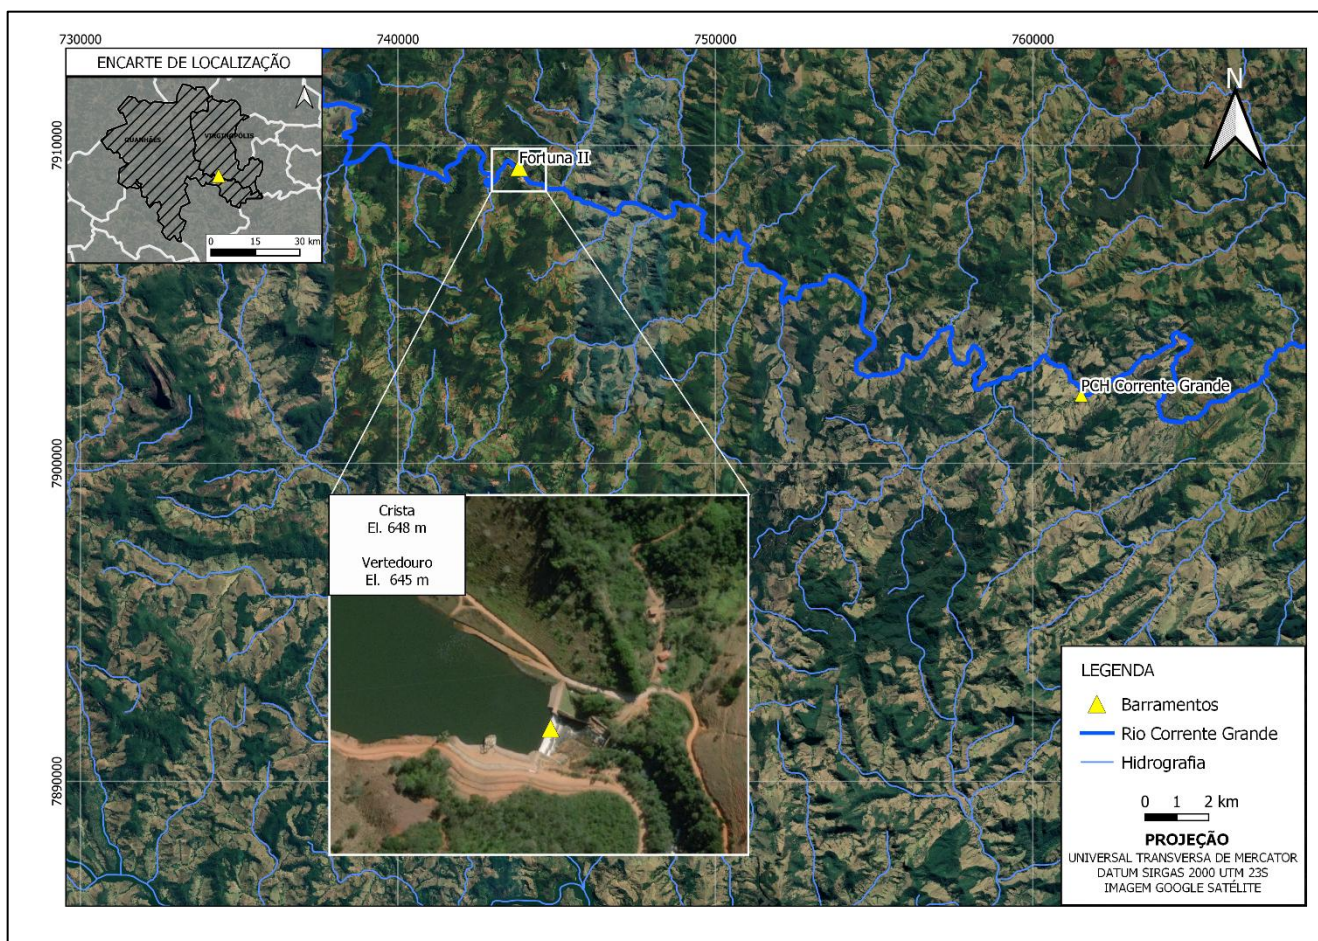 730000
740000
750000
760000
ENCARTE DE LOCALIZAÇÃO
GUANHÃES
VIRGINÓPOLIS
0 15 30 km
N
7910000
Fortuna II
PCH Corrente Grande
7900000
Crista
El. 648 m
Vertedouro
El. 645 m
7890000
LEGENDA
Barramentos
Rio Corrente Grande
Hidrografia
0 1 2 km
PROJEÇÃO
UNIVERSAL TRANSVERSA DE MERCATOR
DATUM SIRGAS 2000 UTM 23S
IMAGEM GOOGLE SATÉLITE